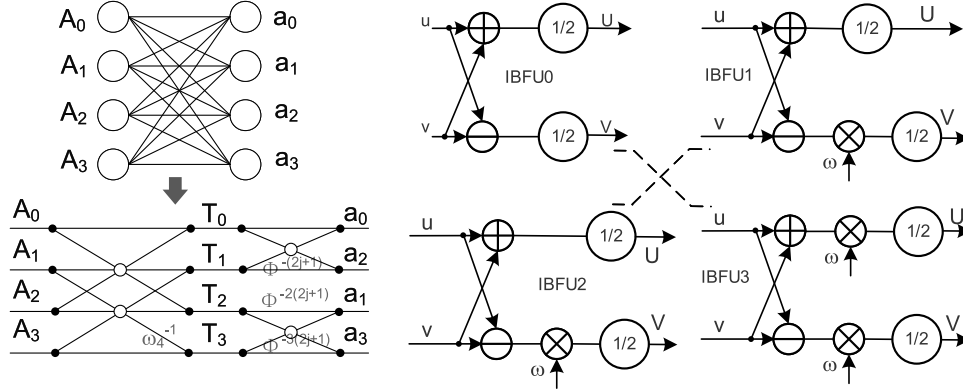 A0 a0
A1 a1
A2 a2
A3 a3
A0 T0 a0
A1 T1 Φ-(2j+1) a2
A2 T2 Φ-2(2j+1) a1
A3 ω4-1 T3 Φ-3(2j+1) a3
u 1/2 U
IBFU0
v 1/2 V
u 1/2 U
IBFU1
v 1/2 V
ω
u 1/2 U
IBFU2
v 1/2 V
ω
u 1/2 U
ω
IBFU3
v 1/2 V
ω